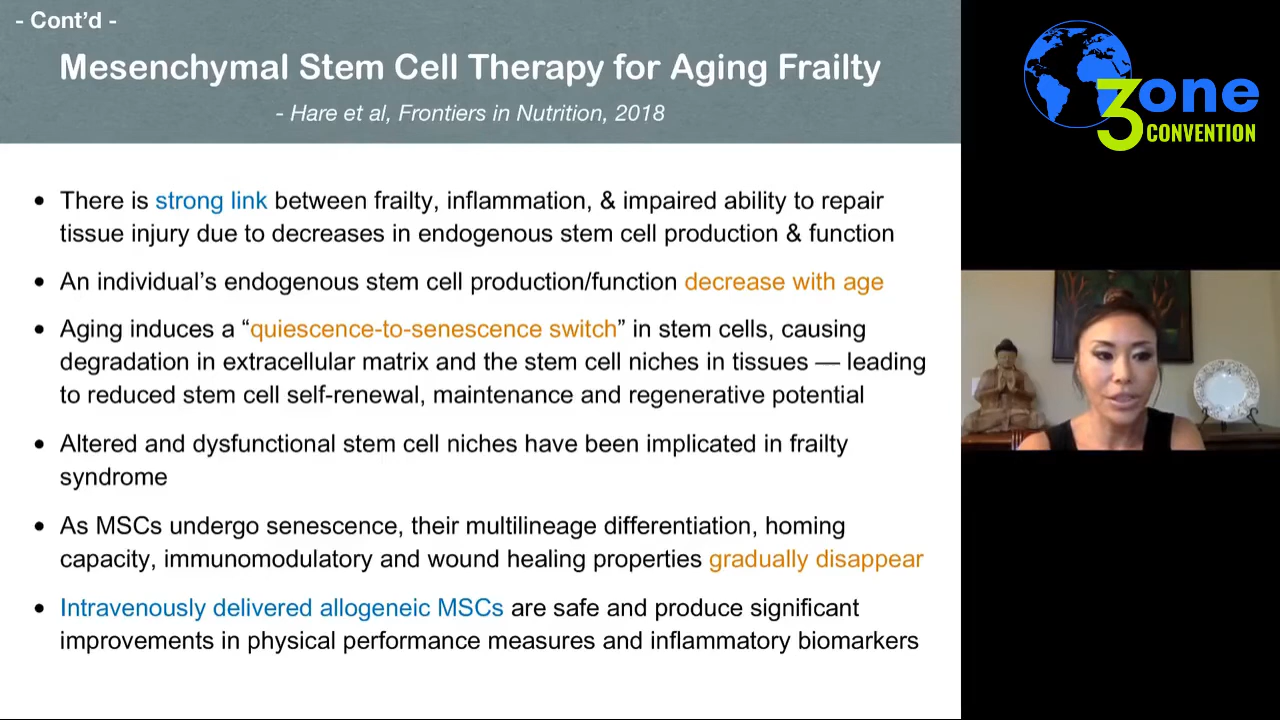 - Cont’d -
Mesenchymal Stem Cell Therapy for Aging Frailty
- Hare et al, Frontiers in Nutrition, 2018
• There is strong link between frailty, inflammation, & impaired ability to repair
tissue injury due to decreases in endogenous stem cell production & function
• An individual’s endogenous stem cell production/function decrease with age
• Aging induces a “quiescence-to-senescence switch” in stem cells, causing
degradation in extracellular matrix and the stem cell niches in tissues — leading
to reduced stem cell self-renewal, maintenance and regenerative potential
• Altered and dysfunctional stem cell niches have been implicated in frailty
syndrome
• As MSCs undergo senescence, their multilineage differentiation, homing
capacity, immunomodulatory and wound healing properties gradually disappear
• Intravenously delivered allogeneic MSCs are safe and produce significant
improvements in physical performance measures and inflammatory biomarkers
3one
CONVENTION